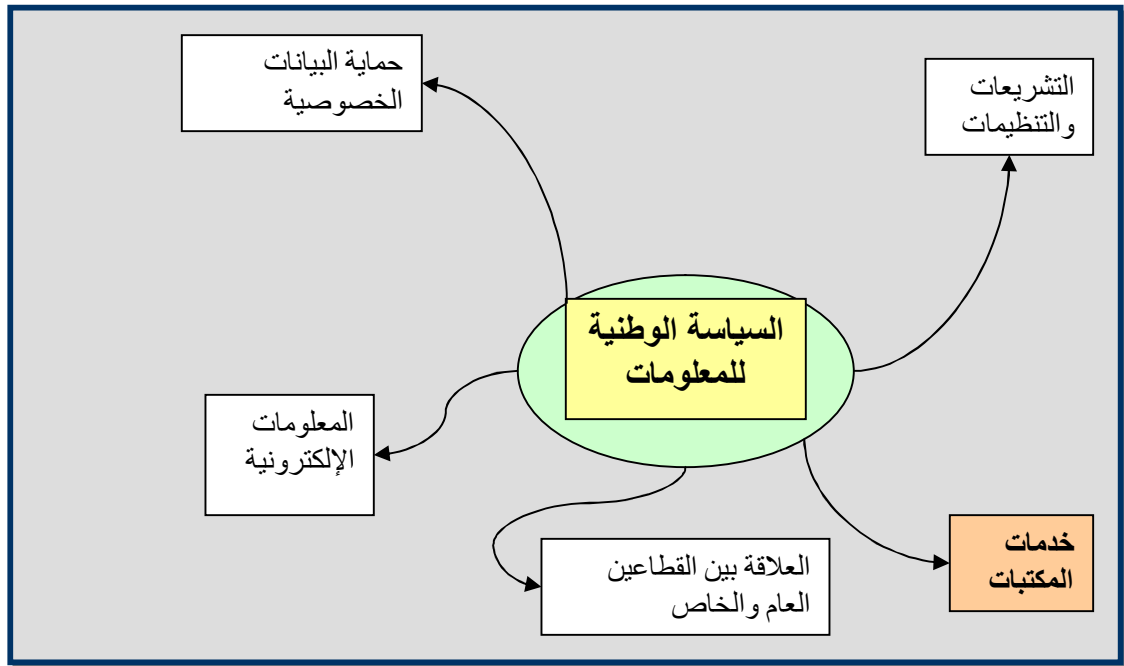 حماية البيانات
الخصوصية
التشريعات
والتنظيمات
السياسة الوطنية
للمعلومات
المعلومات
الإلكترونية
العلاقة بين القطاعين
العام والخاص
خدمات
المكتبات